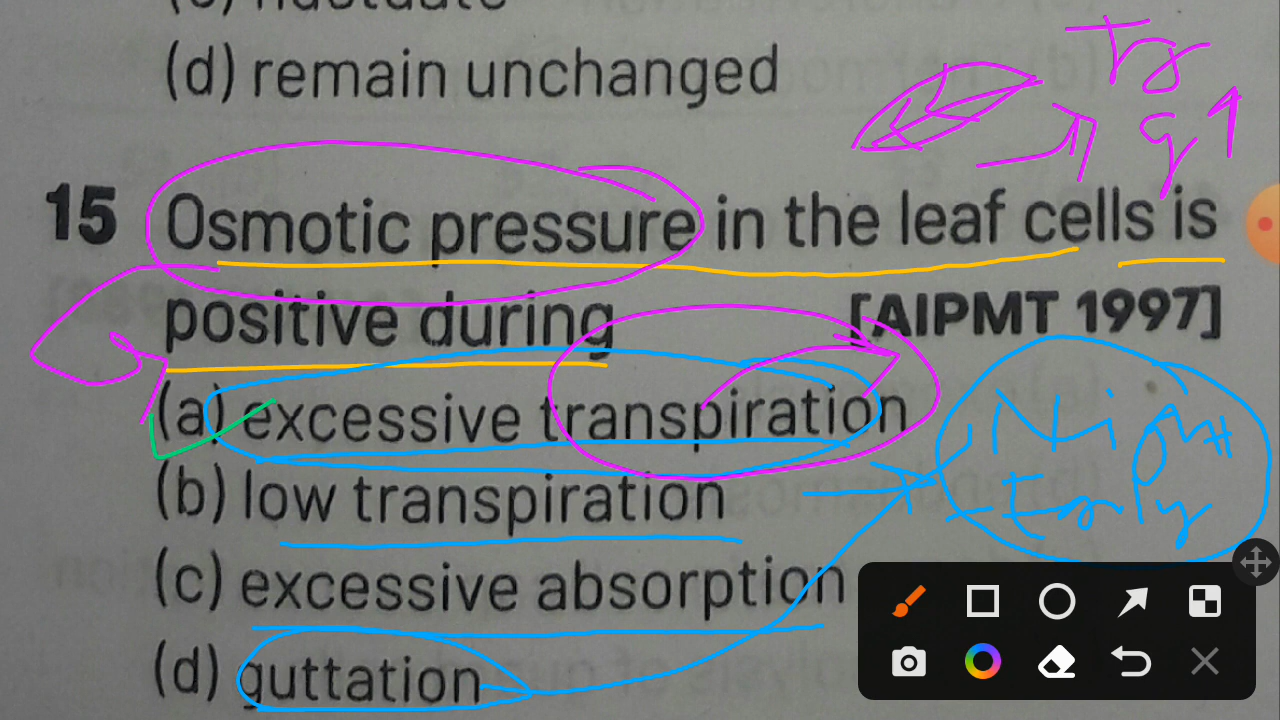 (d) remain unchanged
15 Osmotic pressure in the leaf cells is
positive during [AIPMT 1997]
(a) excessive transpiration
(b) low transpiration
(c) excessive absorption
(d) guttation
Night